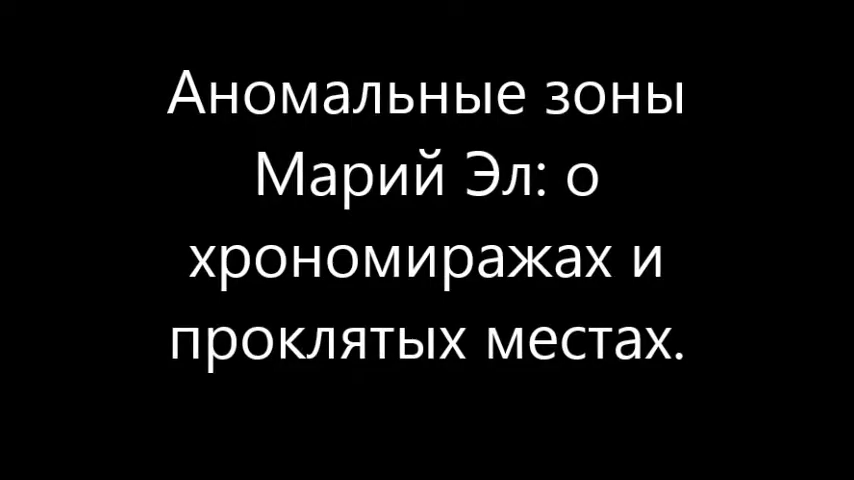 Аномальные зоны
Марий Эл: о
хрономиражах и
проклятых местах.